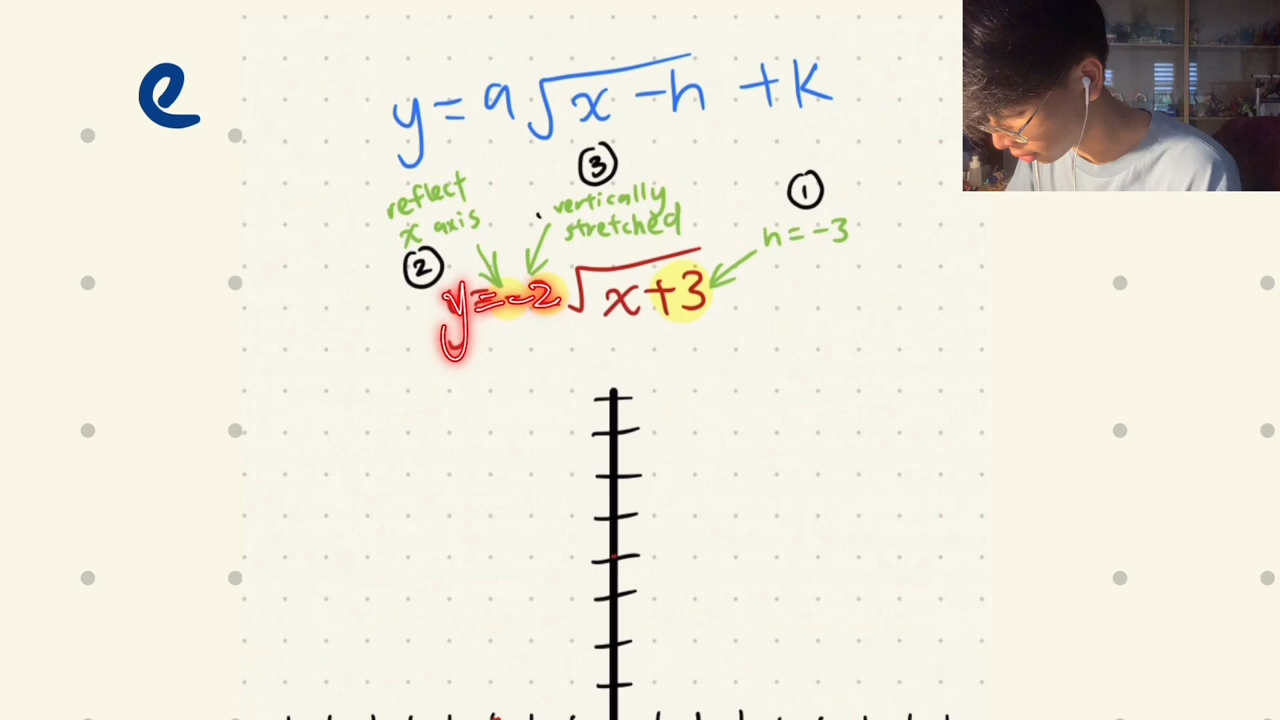 e
y = a√x - h + k
③
①
reflect
x axis
vertically
stretched
h = -3
②
y = -2√x+3